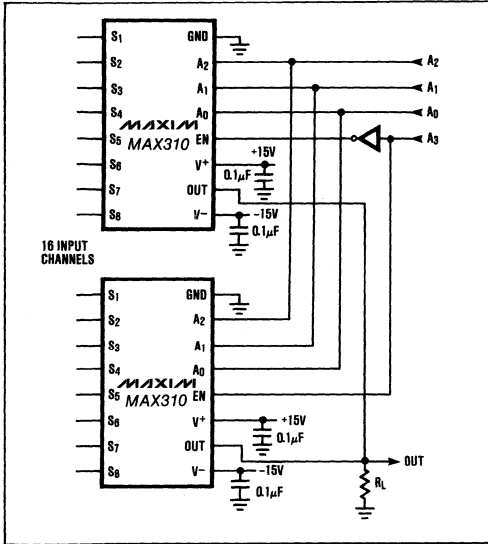 S1 GND
S2 A2 A2
S3 A1 A1
S4 A0 A0
MAXIM
S5 MAX310 EN A3
+15V
S6 V+
0.1μF
S7 OUT
S8 V− −15V
0.1μF
16 INPUT
CHANNELS
S1 GND
S2 A2
S3 A1
S4 A0
MAXIM
S5 MAX310 EN
S6 V+ +15V
0.1μF
S7 OUT OUT
S8 V− −15V
0.1μF RL